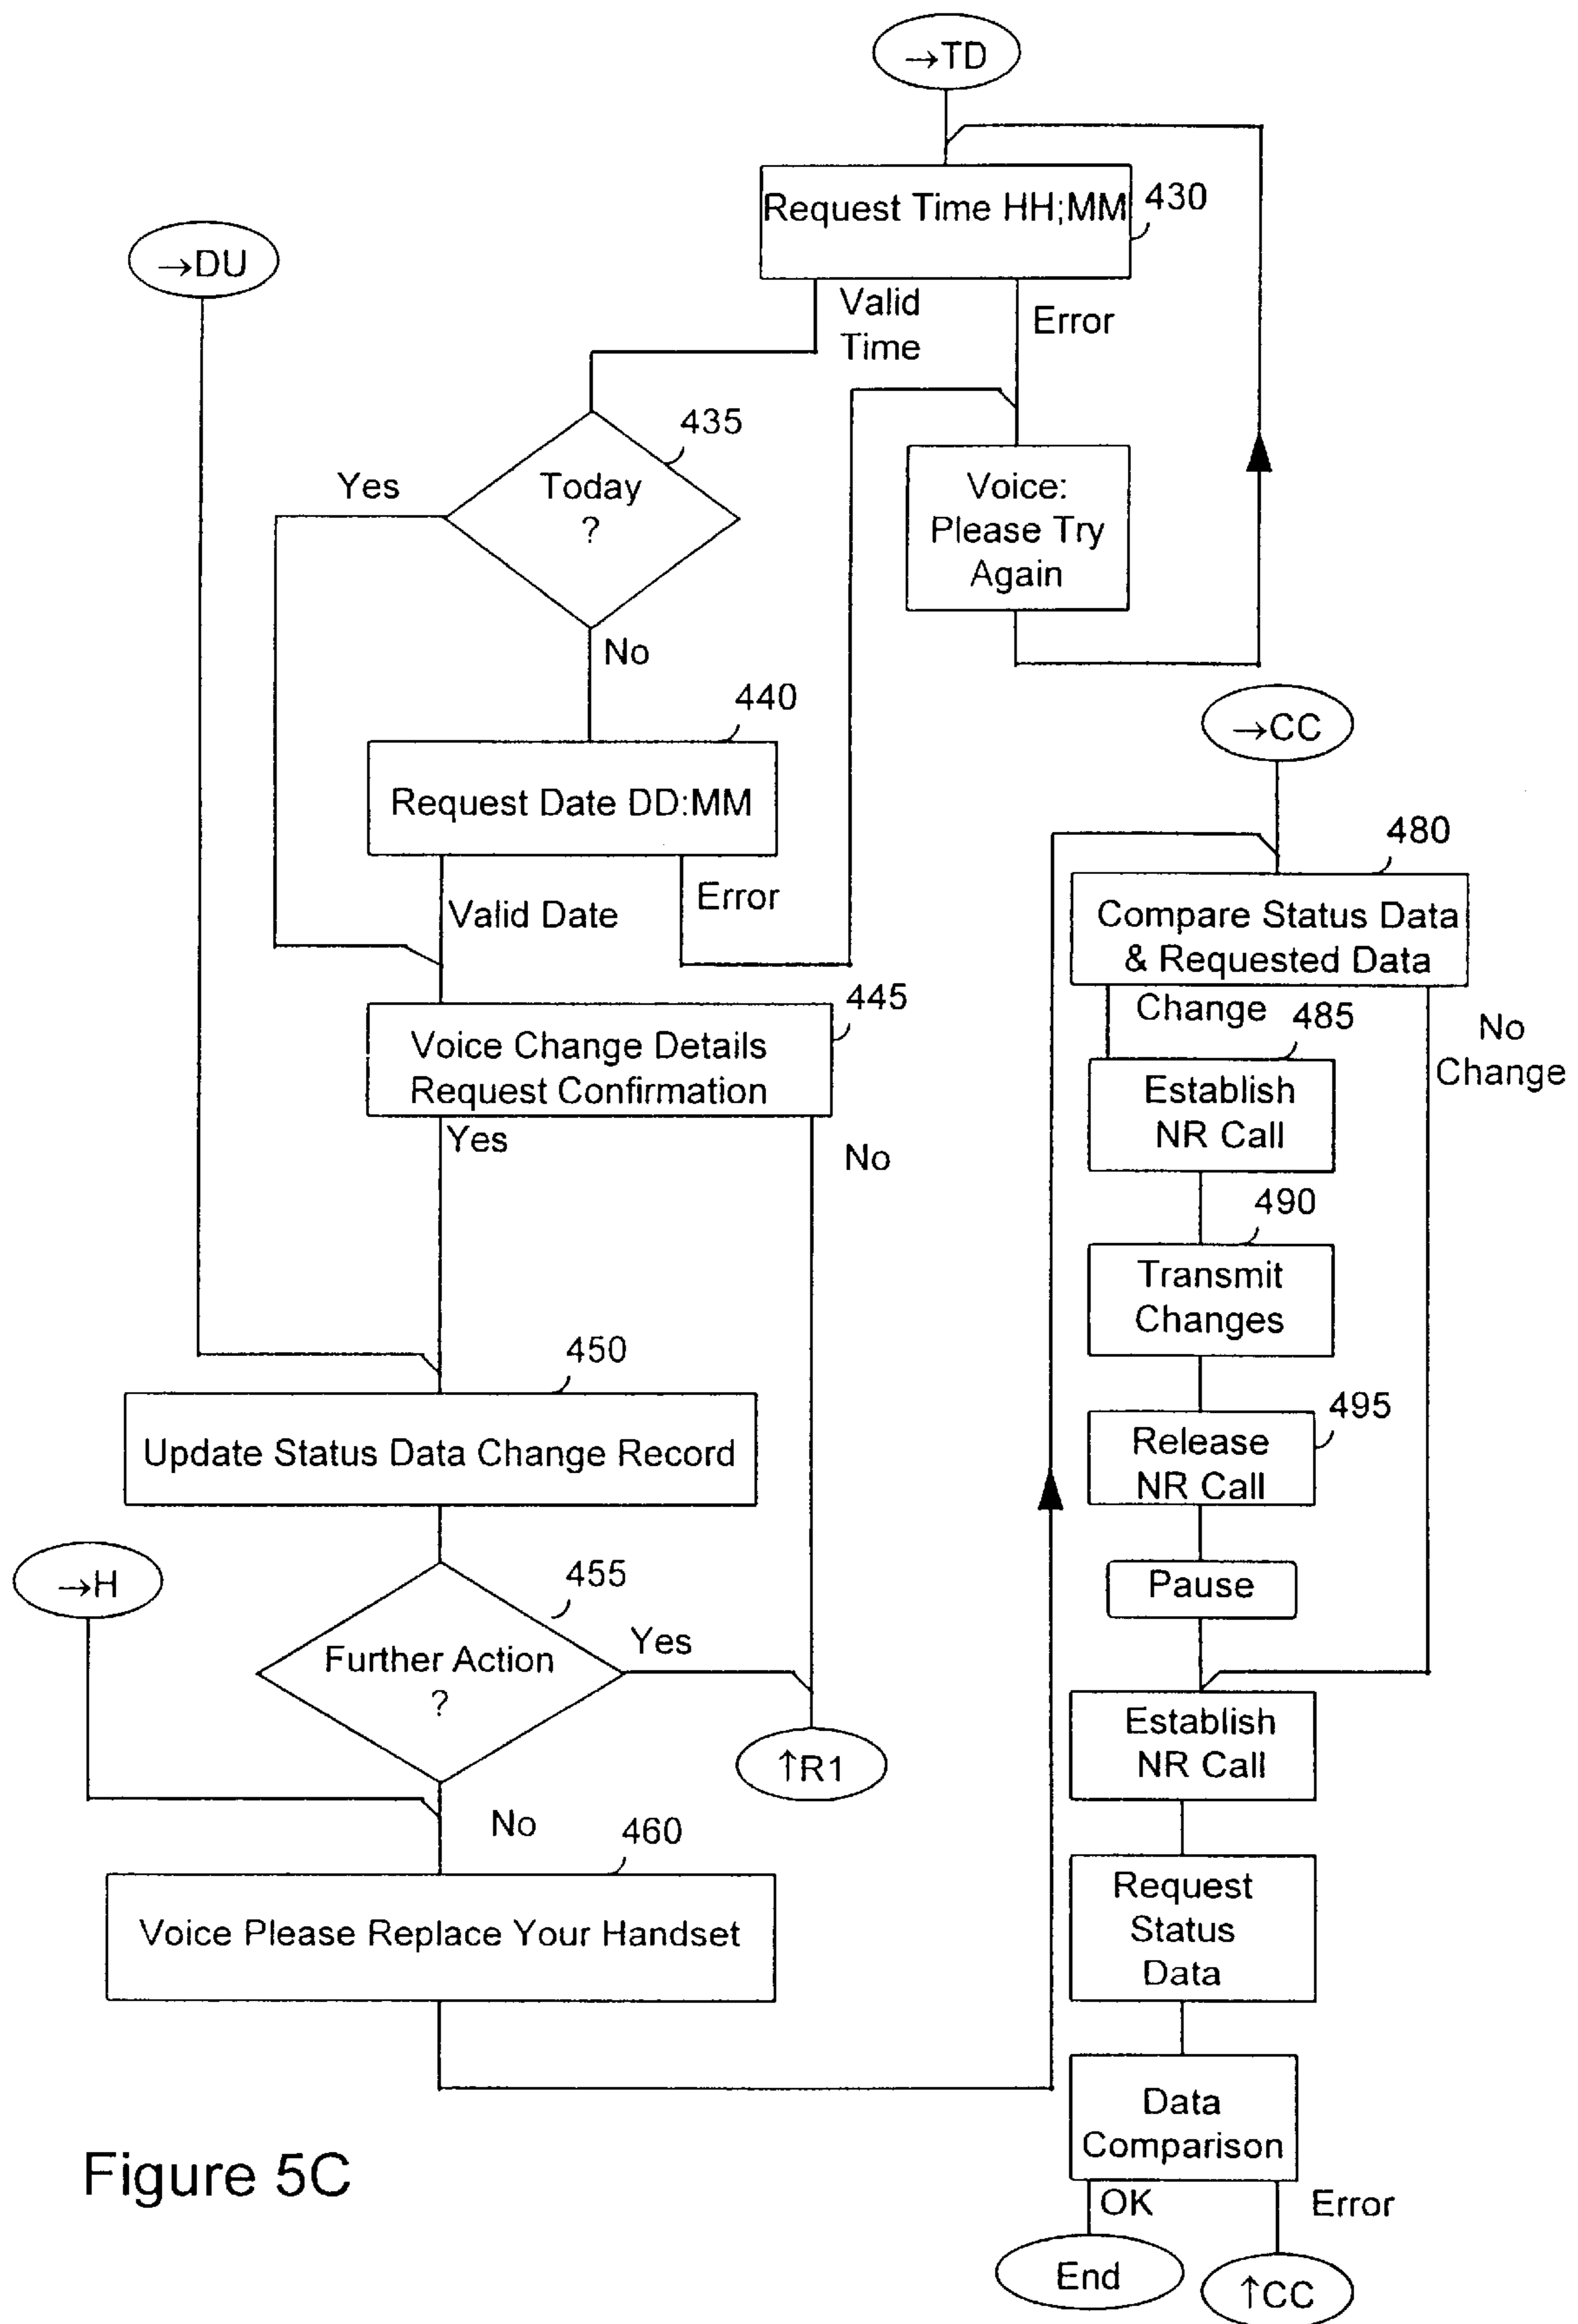 →TD
Request Time HH;MM
430
→DU
Valid
Time
Error
435
Today
?
Yes
No
Voice:
Please Try
Again
440
Request Date DD:MM
Valid Date
Error
445
Voice Change Details
Request Confirmation
Yes
No
450
Update Status Data Change Record
→H
455
Further Action
?
Yes
↑R1
No
460
Voice Please Replace Your Handset
→CC
480
Compare Status Data
& Requested Data
Change
485
No
Change
Establish
NR Call
490
Transmit
Changes
495
Release
NR Call
Pause
Establish
NR Call
Request
Status
Data
Data
Comparison
OK
Error
End
↑CC
Figure 5C